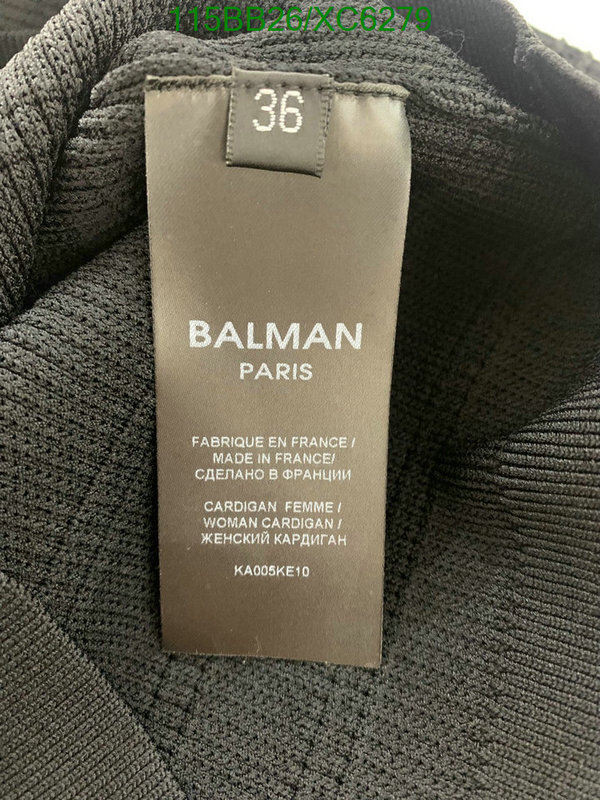 115BB26/XC6279
36
BALMAN
PARIS
FABRIQUE EN FRANCE /
MADE IN FRANCE/
СДЕЛАНО В ФРАНЦИИ
CARDIGAN FEMME /
WOMAN CARDIGAN /
ЖЕНСКИЙ КАРДИГАН
KA005KE10